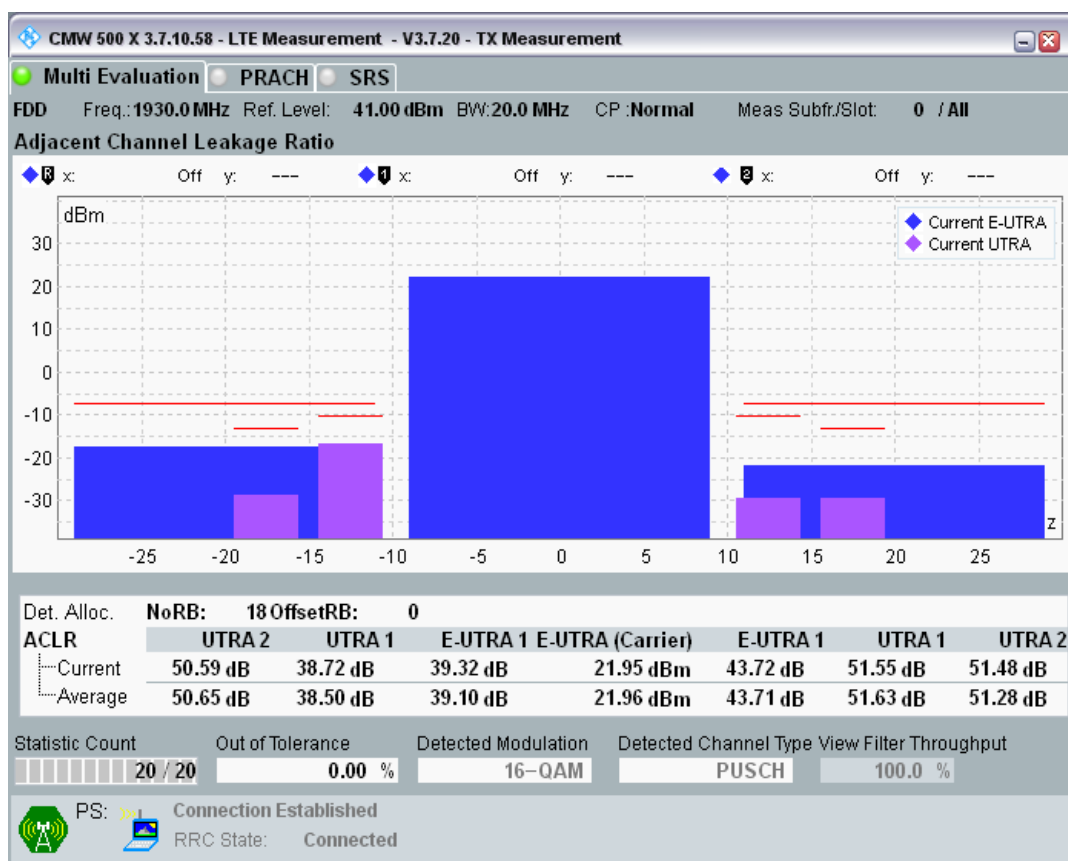 CMW 500 X 3.7.10.58 - LTE Measurement - V3.7.20 - TX Measurement
Multi Evaluation PRACH SRS
FDD Freq.: 1930.0 MHz Ref. Level: 41.00 dBm BW: 20.0 MHz CP : Normal Meas Subfr./Slot: 0 / All
Adjacent Channel Leakage Ratio
R x: Off y: --- 1 x: Off y: --- 2 x: Off y: ---
dBm
Current E-UTRA
Current UTRA
30
20
10
0
-10
-20
-30
z
-25 -20 -15 -10 -5 0 5 10 15 20 25
Det. Alloc. NoRB: 18 OffsetRB: 0
ACLR UTRA 2 UTRA 1 E-UTRA 1 E-UTRA (Carrier) E-UTRA 1 UTRA 1 UTRA 2
Current 50.59 dB 38.72 dB 39.32 dB 21.95 dBm 43.72 dB 51.55 dB 51.48 dB
Average 50.65 dB 38.50 dB 39.10 dB 21.96 dBm 43.71 dB 51.63 dB 51.28 dB
Statistic Count Out of Tolerance Detected Modulation Detected Channel Type View Filter Throughput
20 / 20 0.00 % 16-QAM PUSCH 100.0 %
PS: Connection Established
RRC State: Connected